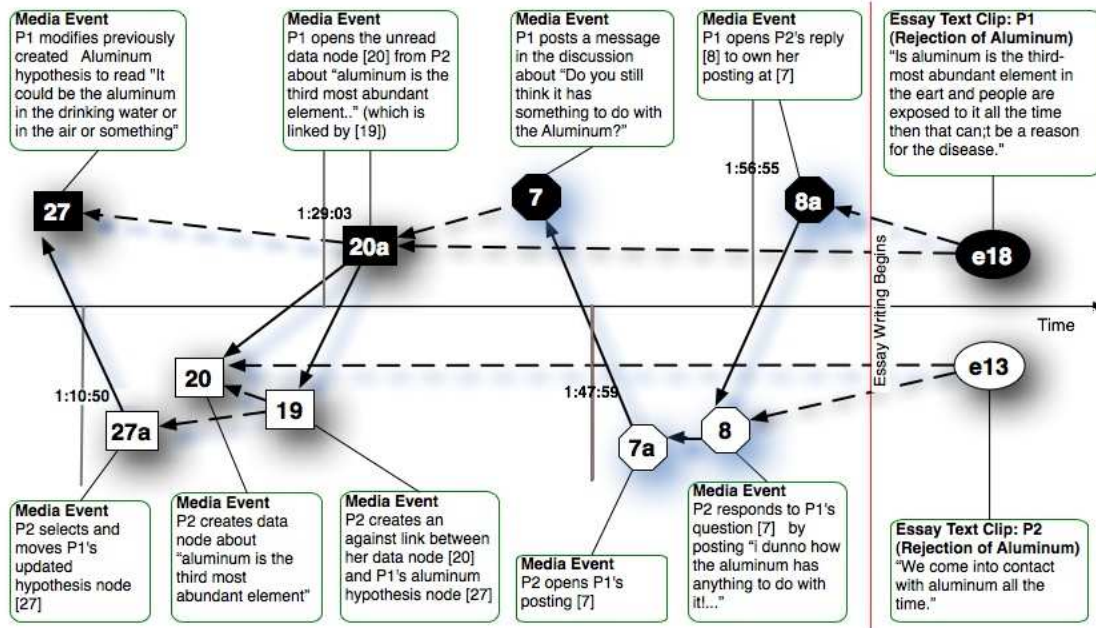 Media Event
P1 modifies previously
created Aluminum
hypothesis to read "It
could be the aluminum
in the drinking water or
in the air or something"
Media Event
P1 opens the unread
data node [20] from P2
about “aluminum is the
third most abundant
element..” (which is
linked by [19])
Media Event
P1 posts a message
in the discussion
about “Do you still
think it has
something to do with
the Aluminum?”
Media Event
P1 opens P2's reply
[8] to own her
posting at [7]
Essay Text Clip: P1
(Rejection of Aluminum)
“Is aluminum is the third-
most abundant element in
the eart and people are
exposed to it all the time
then that can;t be a reason
for the disease."
27
1:29:03
20a
7
1:56:55
8a
e18
Time
Essay Writing Begins
1:10:50
27a
20
19
1:47:59
7a
8
e13
Media Event
P2 selects and
moves P1's
updated
hypothesis node
[27]
Media Event
P2 creates data
node about
“aluminum is the
third most
abundant element”
Media Event
P2 creates an
against link between
her data node [20]
and P1's aluminum
hypothesis node [27]
Media Event
P2 opens P1's
posting [7]
Media Event
P2 responds to P1's
question [7] by
posting “i dunno how
the aluminum has
anything to do with
it!...”
Essay Text Clip: P2
(Rejection of Aluminum)
“We come into contact
with aluminum all the
time.”